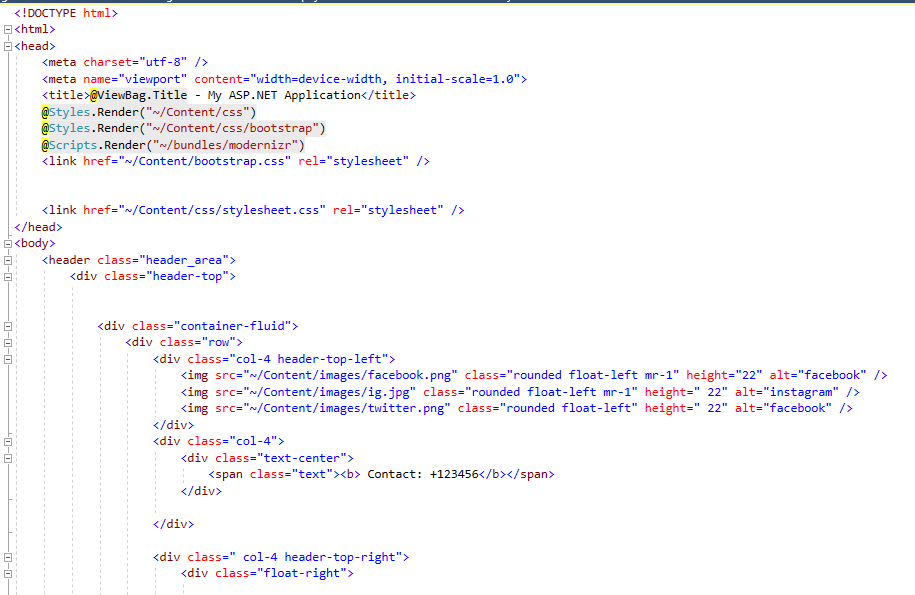 <!DOCTYPE html>
<html>
<head>
    <meta charset="utf-8" />
    <meta name="viewport" content="width=device-width, initial-scale=1.0">
    <title>@ViewBag.Title - My ASP.NET Application</title>
    @Styles.Render("~/Content/css")
    @Styles.Render("~/Content/css/bootstrap")
    @Scripts.Render("~/bundles/modernizr")
    <link href="~/Content/bootstrap.css" rel="stylesheet" />
    <link href="~/Content/css/stylesheet.css" rel="stylesheet" />
</head>
<body>
    <header class="header_area">
        <div class="header-top">
            <div class="container-fluid">
                <div class="row">
                    <div class="col-4 header-top-left">
                        <img src="~/Content/images/facebook.png" class="rounded float-left mr-1" height="22" alt="facebook" />
                        <img src="~/Content/images/ig.jpg" class="rounded float-left mr-1" height=" 22" alt="instagram" />
                        <img src="~/Content/images/twitter.png" class="rounded float-left" height=" 22" alt="facebook" />
                    </div>
                    <div class="col-4">
                        <div class="text-center">
                            <span class="text"><b> Contact: +123456</b></span>
                        </div>
                    </div>
                    <div class=" col-4 header-top-right">
                        <div class="float-right">